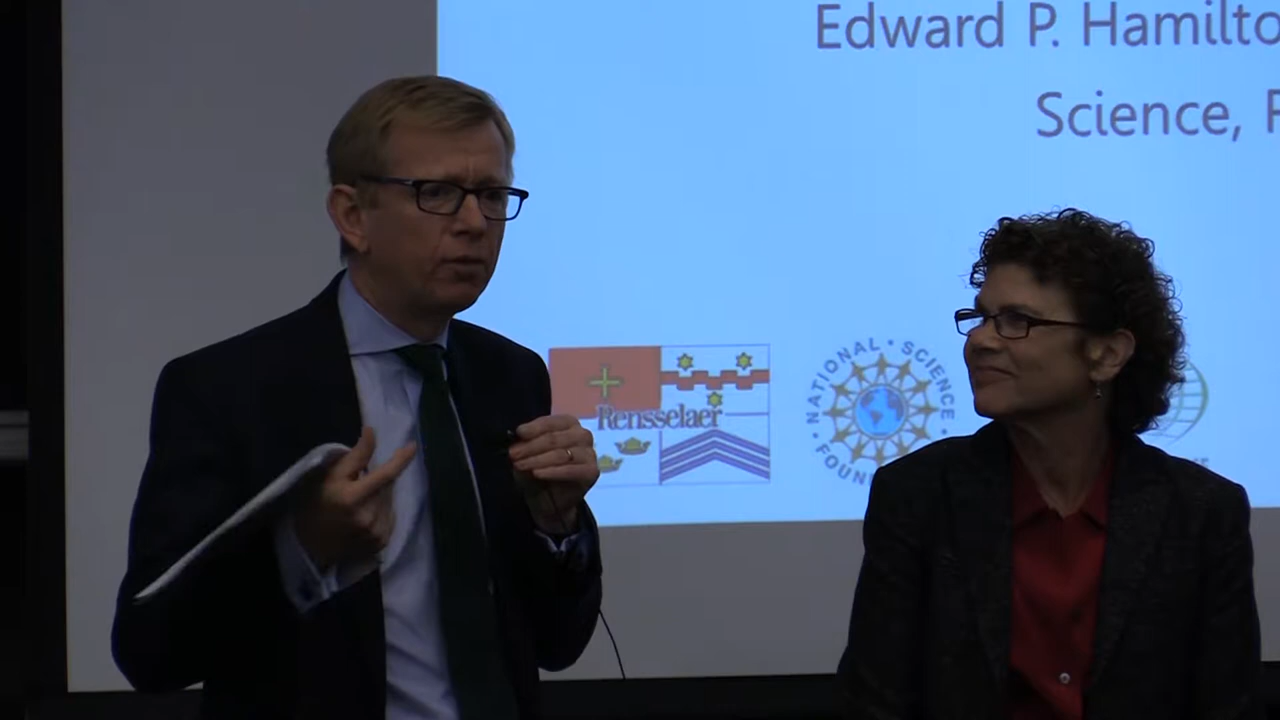 Edward P. Hamilto
Science,
Rensselaer
NATIONAL • SCIENCE • FOUN